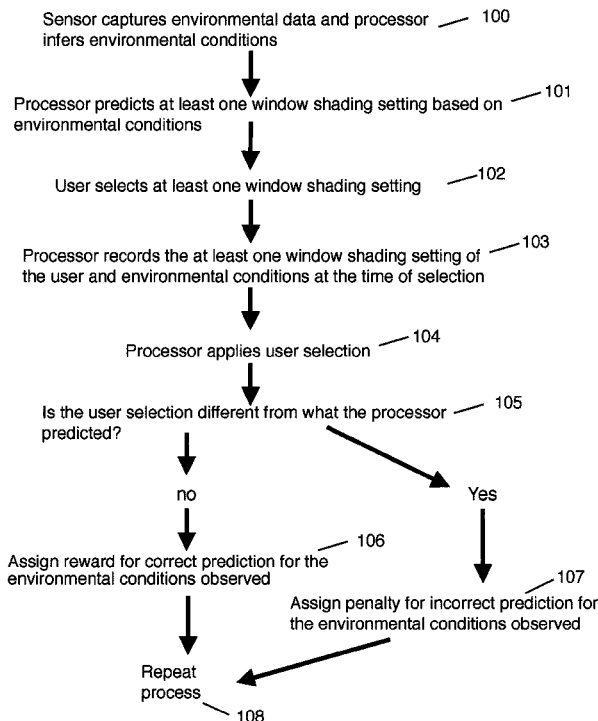 Sensor captures environmental data and processor 100
infers environmental conditions
Processor predicts at least one window shading setting based on 101
environmental conditions
User selects at least one window shading setting 102
Processor records the at least one window shading setting of 103
the user and environmental conditions at the time of selection
Processor applies user selection 104
Is the user selection different from what the processor 105
predicted?
no
Yes
Assign reward for correct prediction for the 106
environmental conditions observed
107
Assign penalty for incorrect prediction for
the environmental conditions observed
Repeat
process
108